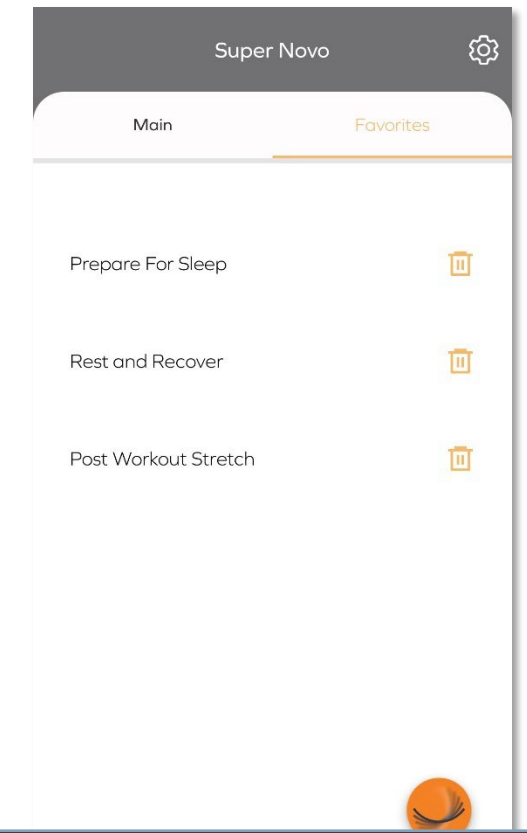 Super Novo
Main
Favorites
Prepare For Sleep
Rest and Recover
Post Workout Stretch